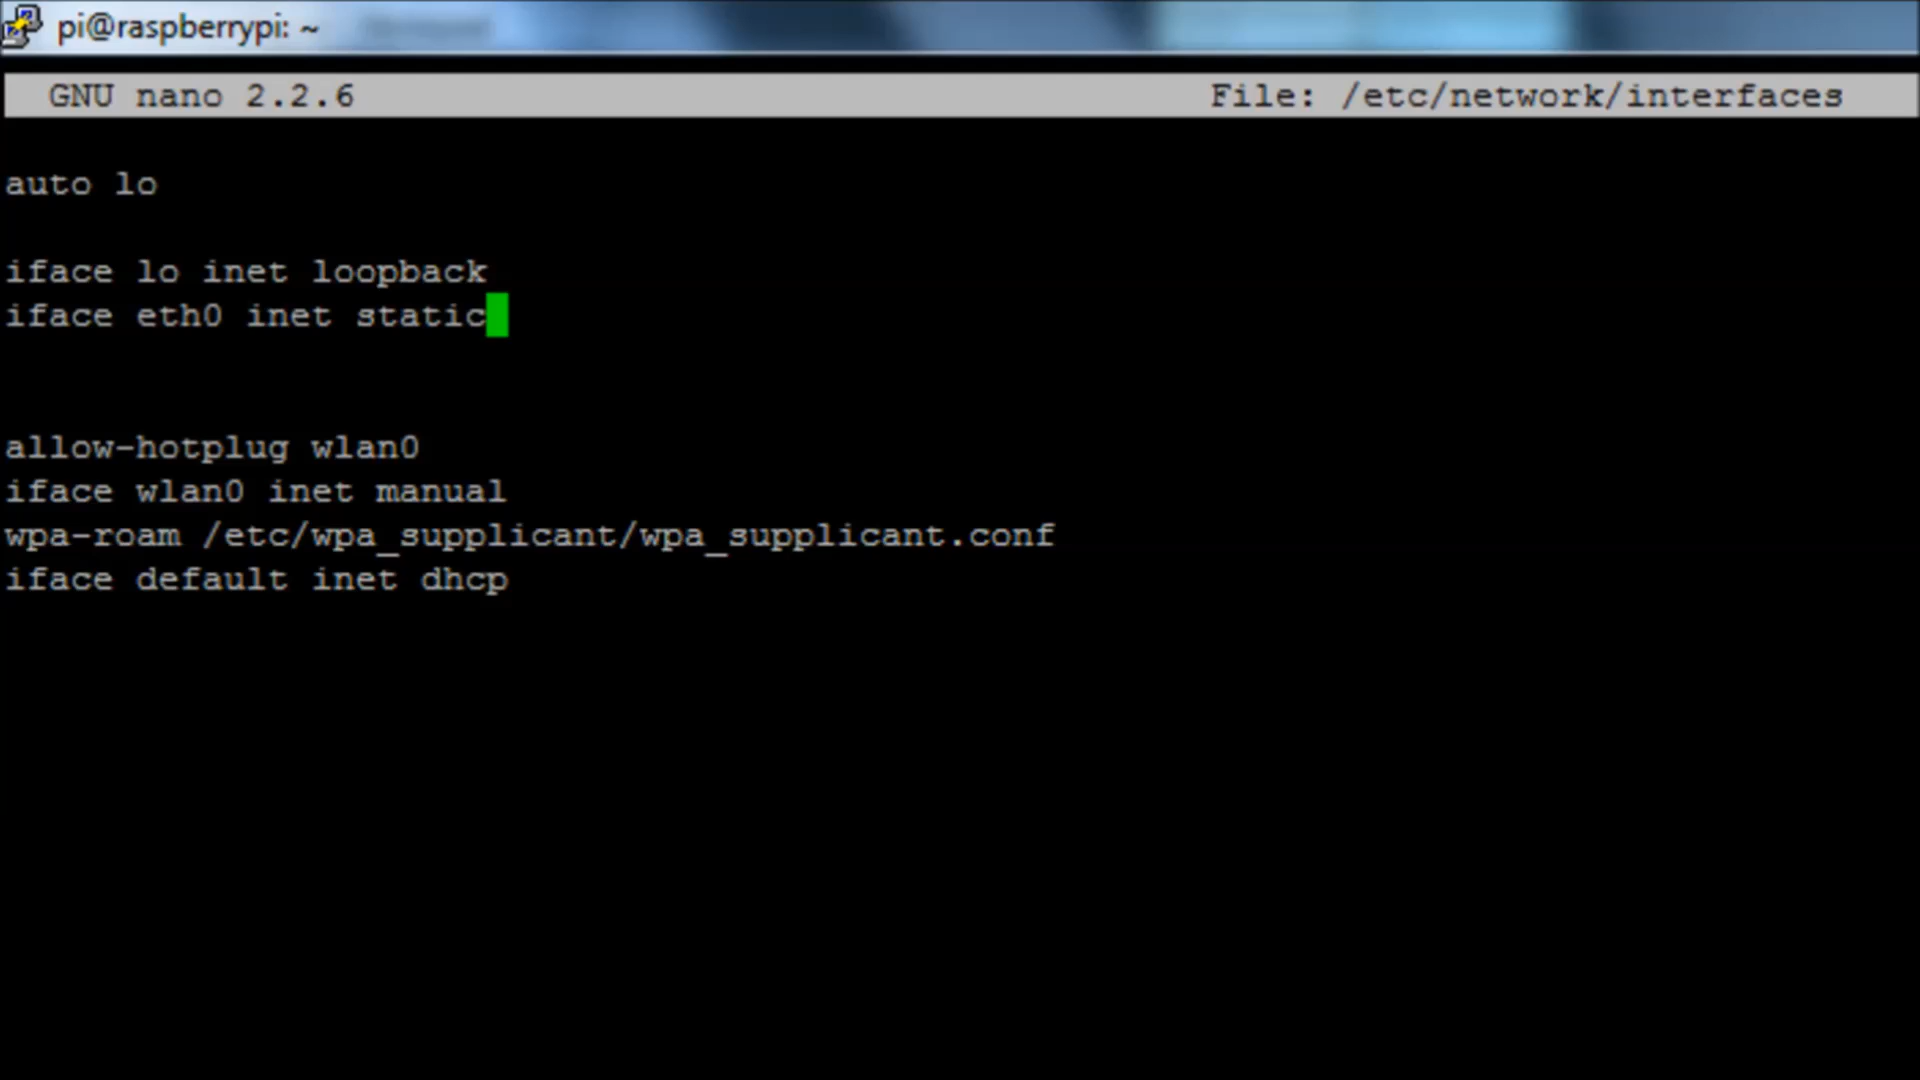 pi@raspberrypi: ~
GNU nano 2.2.6 File: /etc/network/interfaces
auto lo
iface lo inet loopback
iface eth0 inet static
allow-hotplug wlan0
iface wlan0 inet manual
wpa-roam /etc/wpa_supplicant/wpa_supplicant.conf
iface default inet dhcp